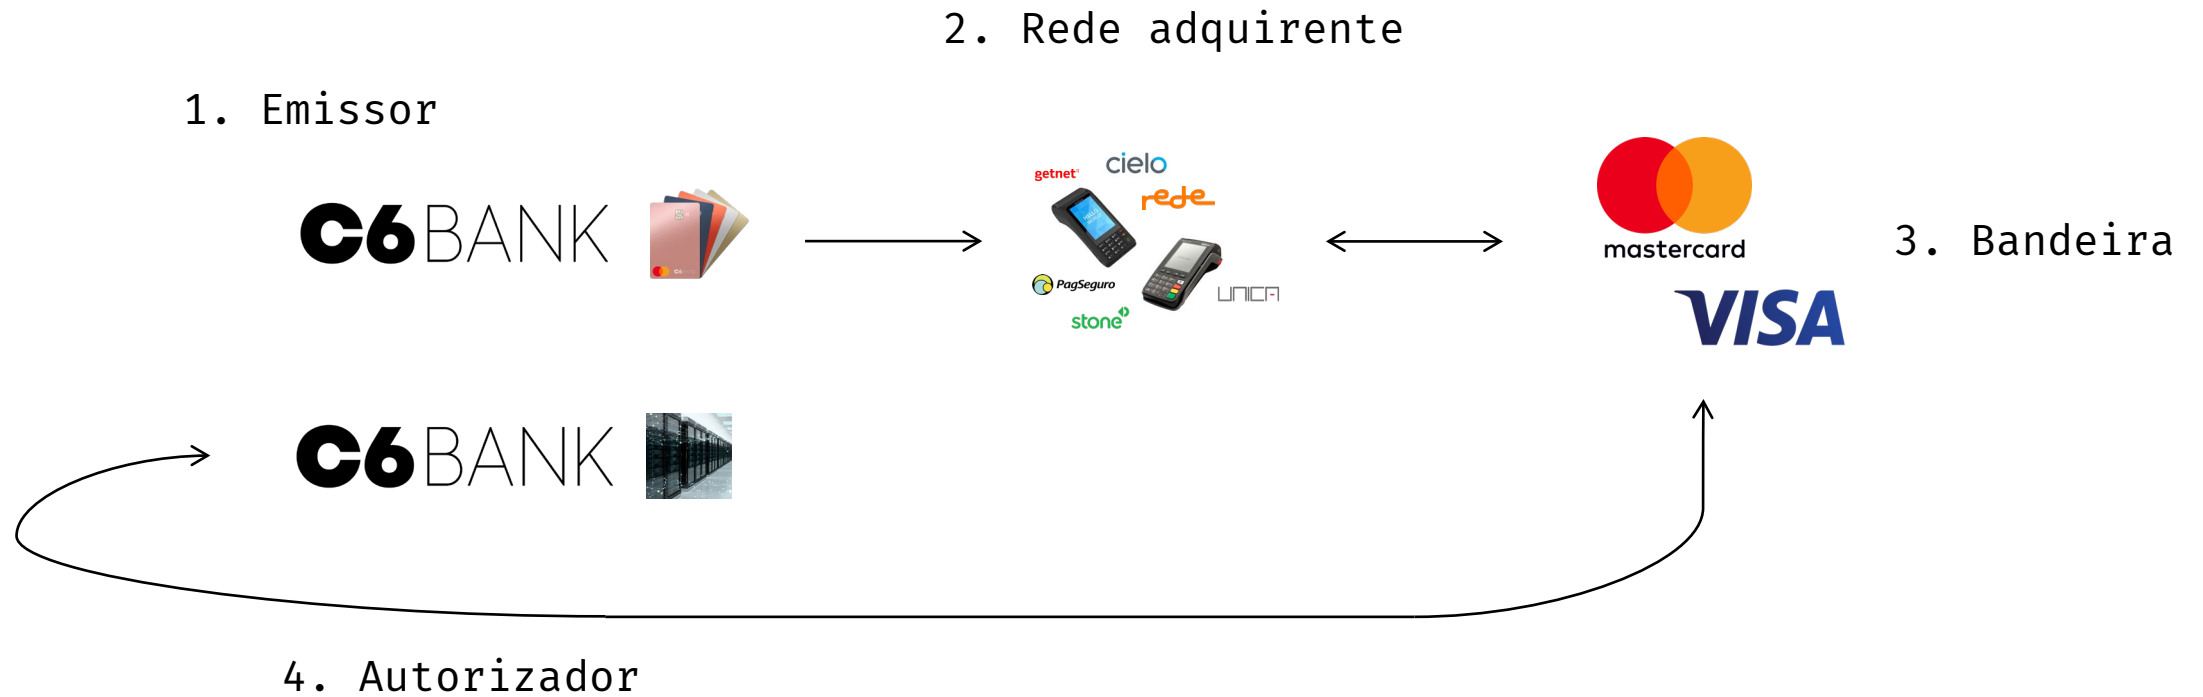 2. Rede adquirente
1. Emissor
C6BANK
getnet
cielo
rede
PagSeguro
stone
UNICA
mastercard
VISA
3. Bandeira
C6BANK
4. Autorizador